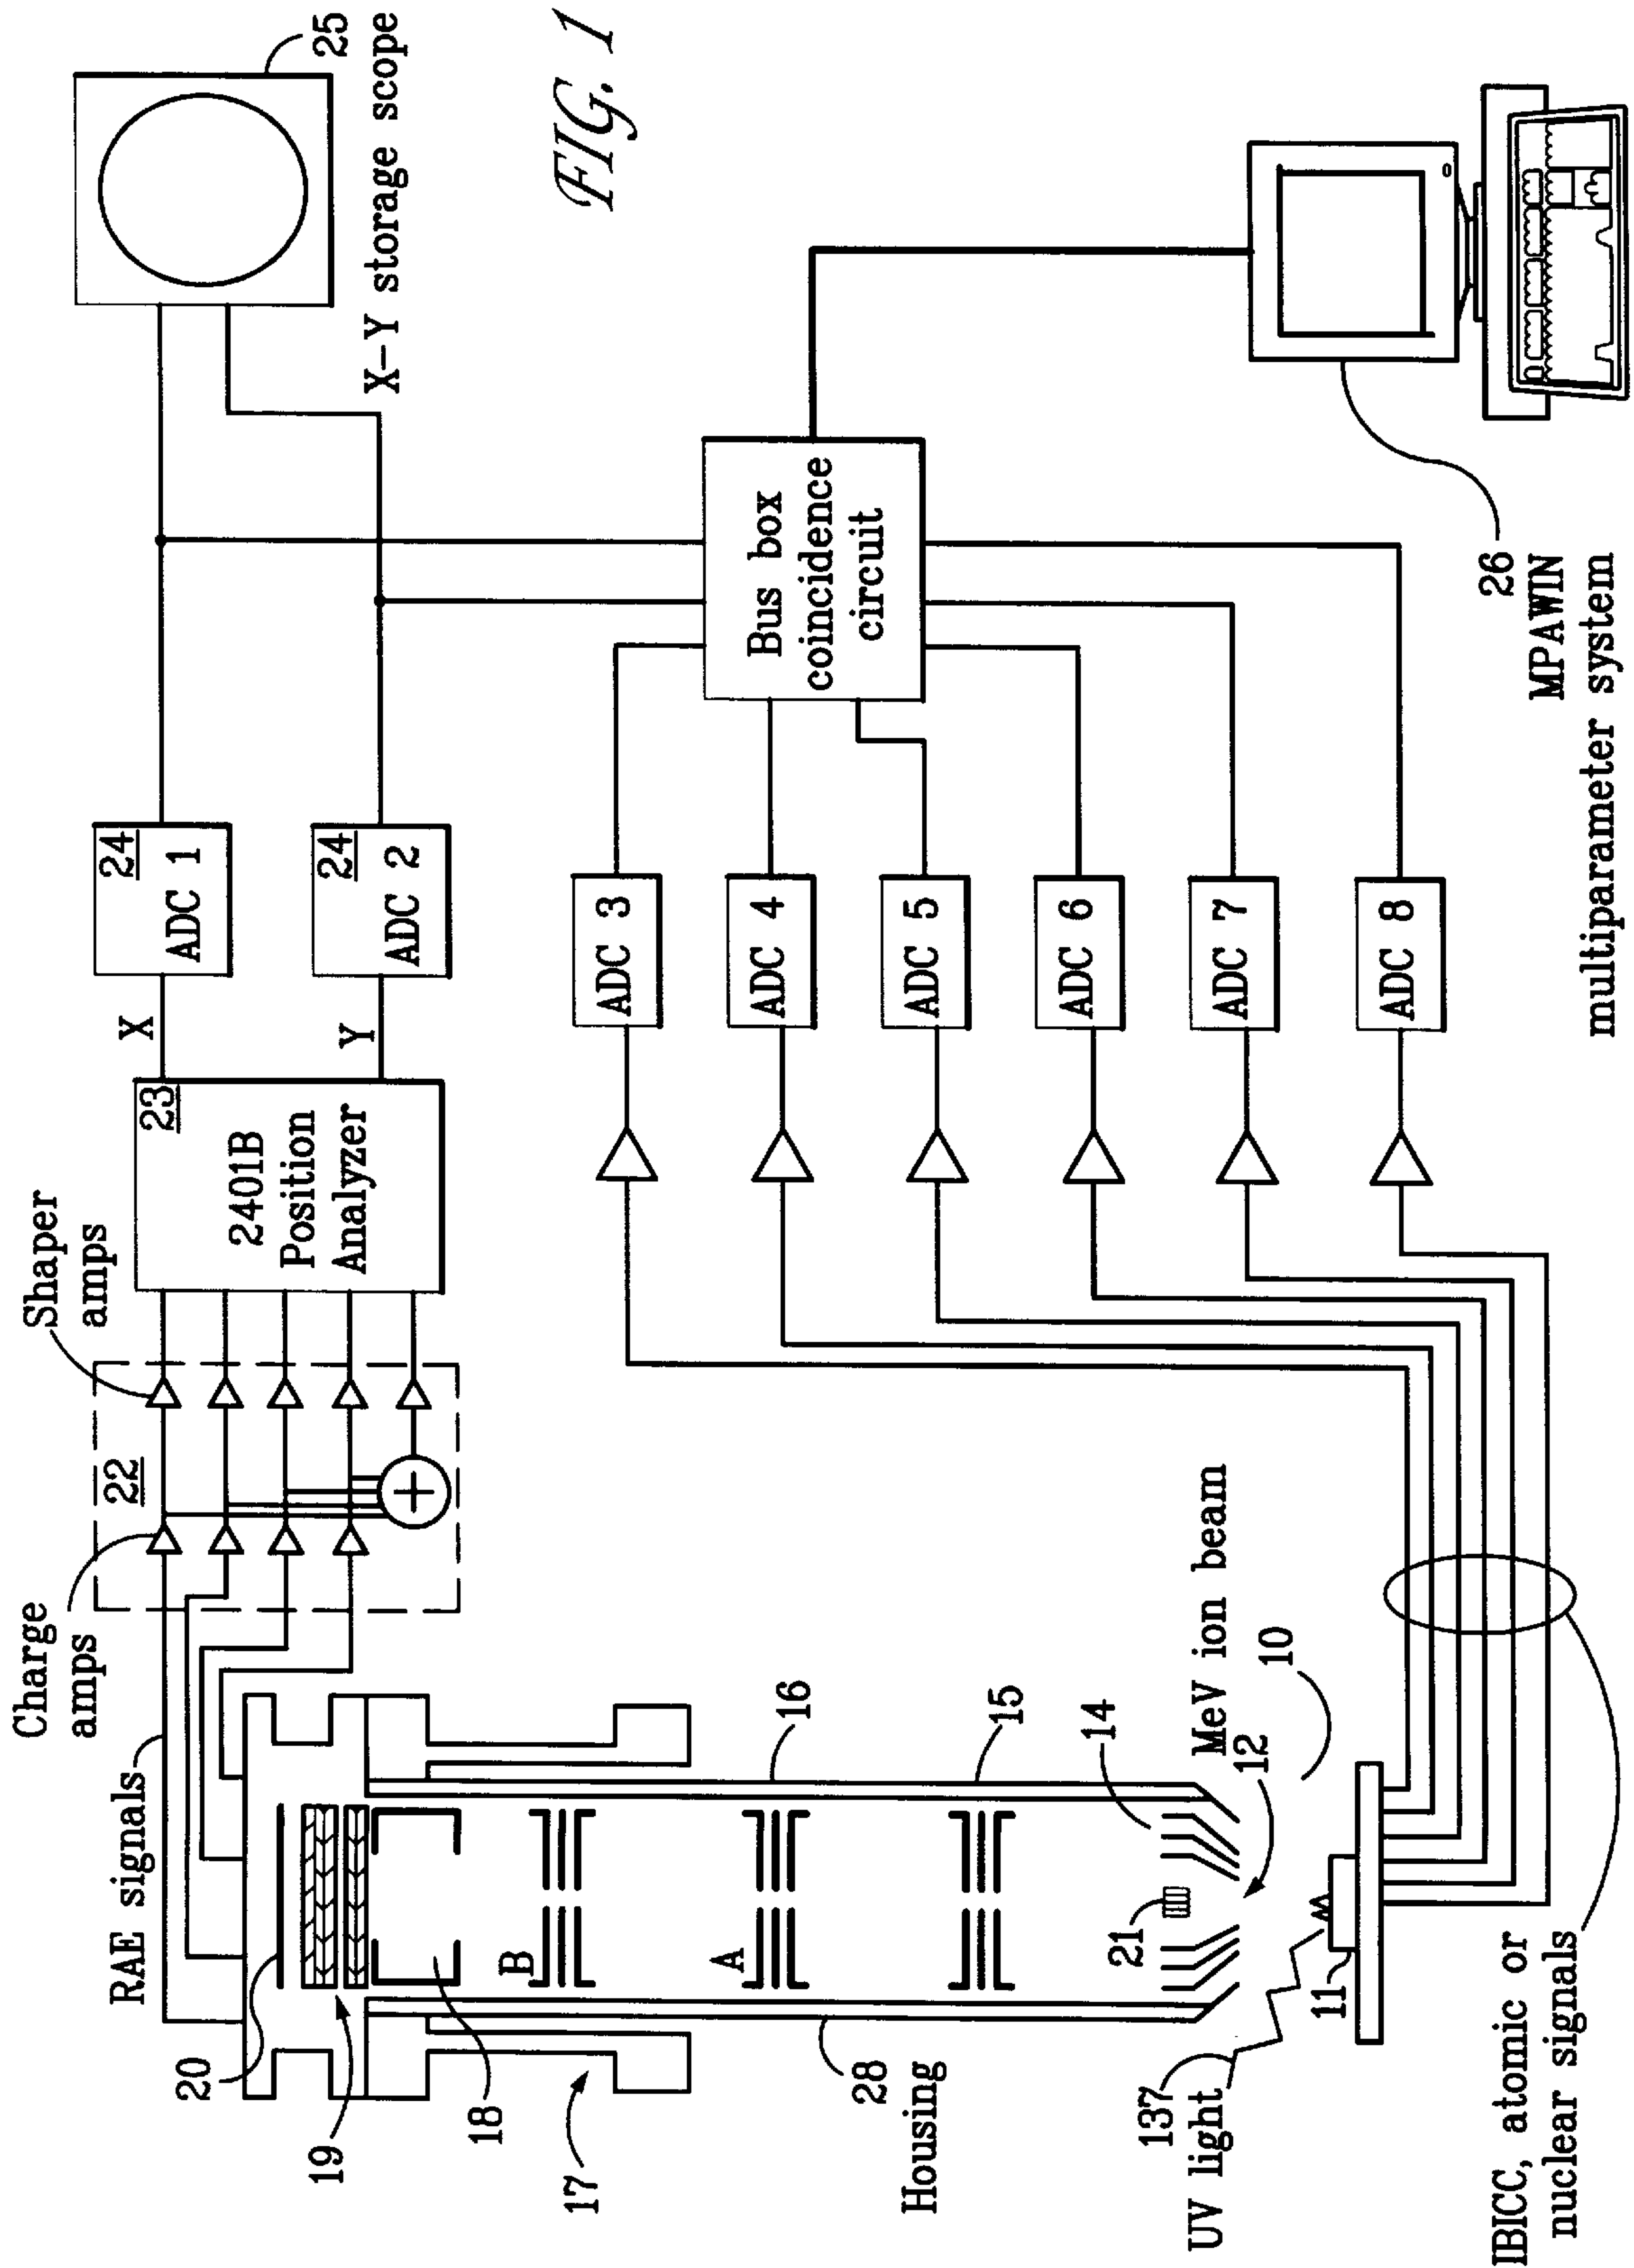 FIG. 1
Charge
amps
Shaper
amps
RAE signals
22
23
2401B
Position
Analyzer
X
Y
24
ADC 1
24
ADC 2
25
X-Y storage scope
20
19
18
17
B
A
16
15
14
28
Housing
21
12
MeV ion beam
10
137
UV light
11
IBICC, atomic or
nuclear signals
ADC 3
ADC 4
ADC 5
ADC 6
ADC 7
ADC 8
Bus box
coincidence
circuit
26
MPAWIN
multiparameter system